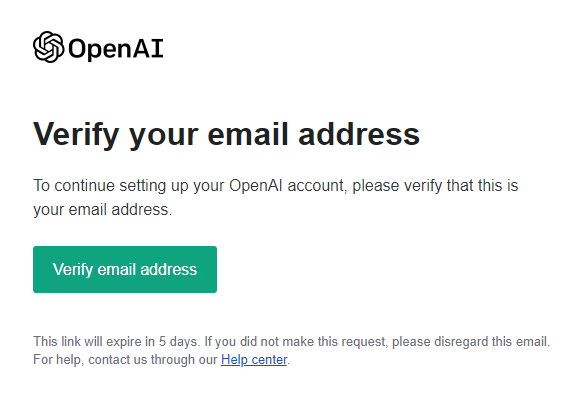 OpenAI
Verify your email address
To continue setting up your OpenAI account, please verify that this is
your email address.
Verify email address
This link will expire in 5 days. If you did not make this request, please disregard this email.
For help, contact us through our Help center.